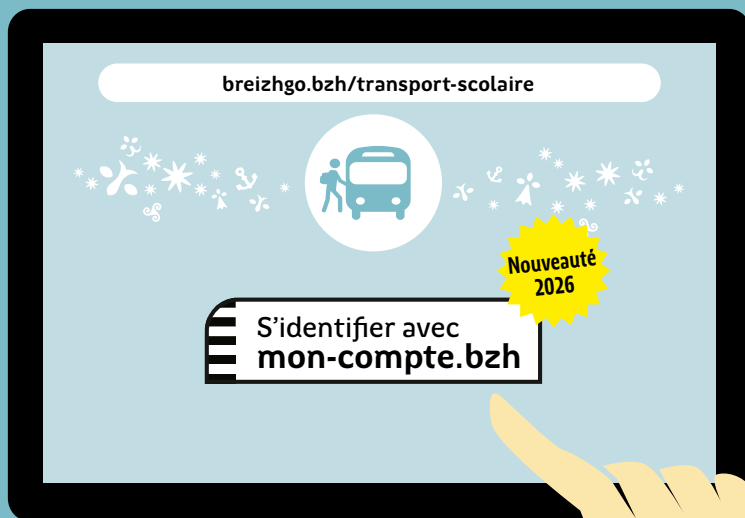 breizhgo.bzh/transport-scolaire
Nouveauté
2026
S’identifier avec
mon-compte.bzh